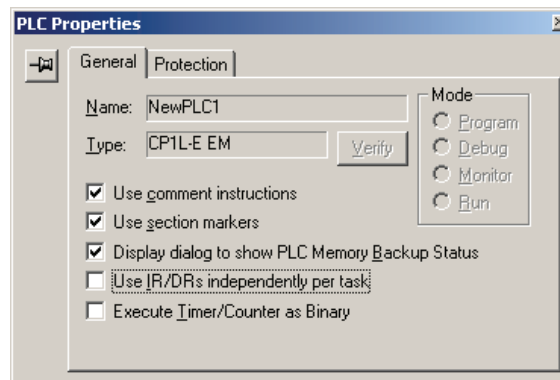 PLC Properties
General Protection
Name: NewPLC1
Type: CP1L-E EM Verify
Mode
Program
Debug
Monitor
Run
Use comment instructions
Use section markers
Display dialog to show PLC Memory Backup Status
Use IR/DRs independently per task
Execute Timer/Counter as Binary